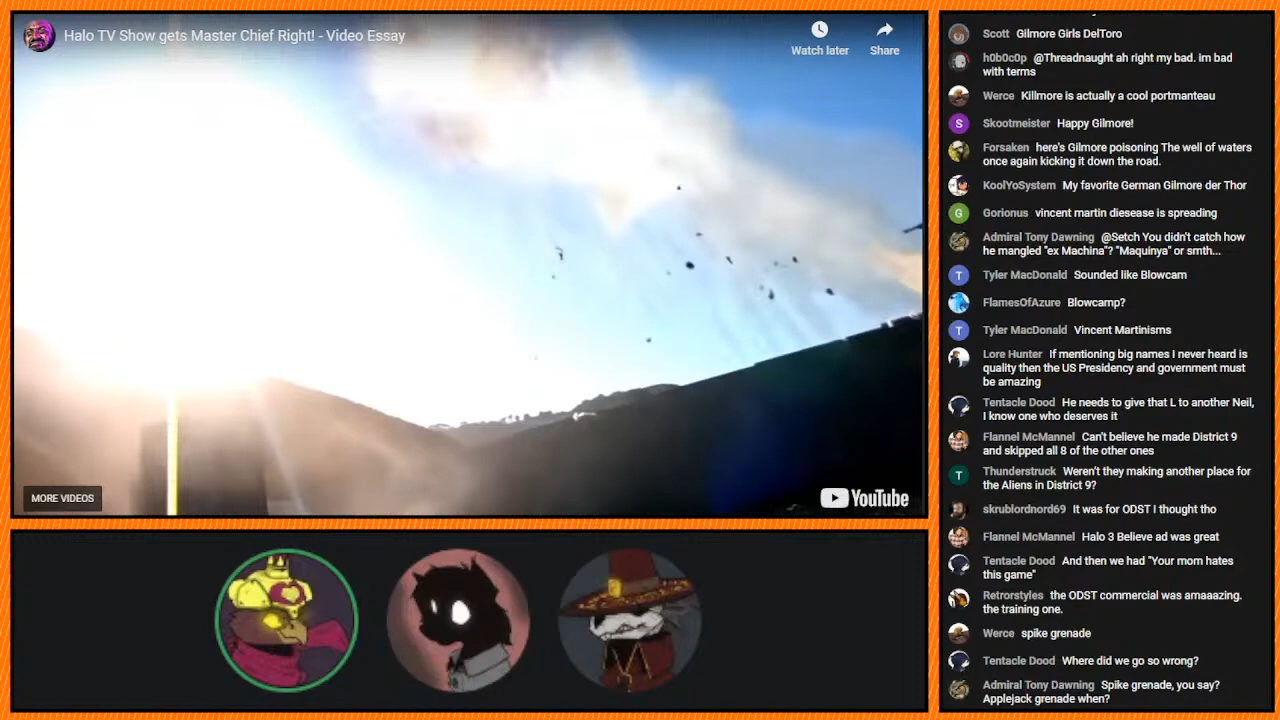 Halo TV Show gets Master Chief Right! - Video Essay
Watch later
Share
MORE VIDEOS
YouTube
Scott Gilmore Girls DelToro
h0b0c0p @Threadnaught ah right my bad. Im bad
with terms
Werce Killmore is actually a cool portmanteau
S
Skootmeister Happy Gilmore!
Forsaken here's Gilmore poisoning The well of waters
once again kicking it down the road.
KoolYoSystem My favorite German Gilmore der Thor
G
Gorionus vincent martin diesease is spreading
Admiral Tony Dawning @Setch You didn't catch how
he mangled "ex Machina"? "Maquinya" or smth...
T
Tyler MacDonald Sounded like Blowcam
FlamesOfAzure Blowcamp?
T
Tyler MacDonald Vincent Martinisms
Lore Hunter If mentioning big names I never heard is
quality then the US Presidency and government must
be amazing
Tentacle Dood He needs to give that L to another Neil,
I know one who deserves it
Flannel McMannel Can't believe he made District 9
and skipped all 8 of the other ones
T
Thunderstruck Weren't they making another place for
the Aliens in District 9?
skrublordnord69 It was for ODST I thought tho
Flannel McMannel Halo 3 Believe ad was great
Tentacle Dood And then we had "Your mom hates
this game"
Retrorstyles the ODST commercial was amaaazing.
the training one.
Werce spike grenade
Tentacle Dood Where did we go so wrong?
Admiral Tony Dawning Spike grenade, you say?
Applejack grenade when?